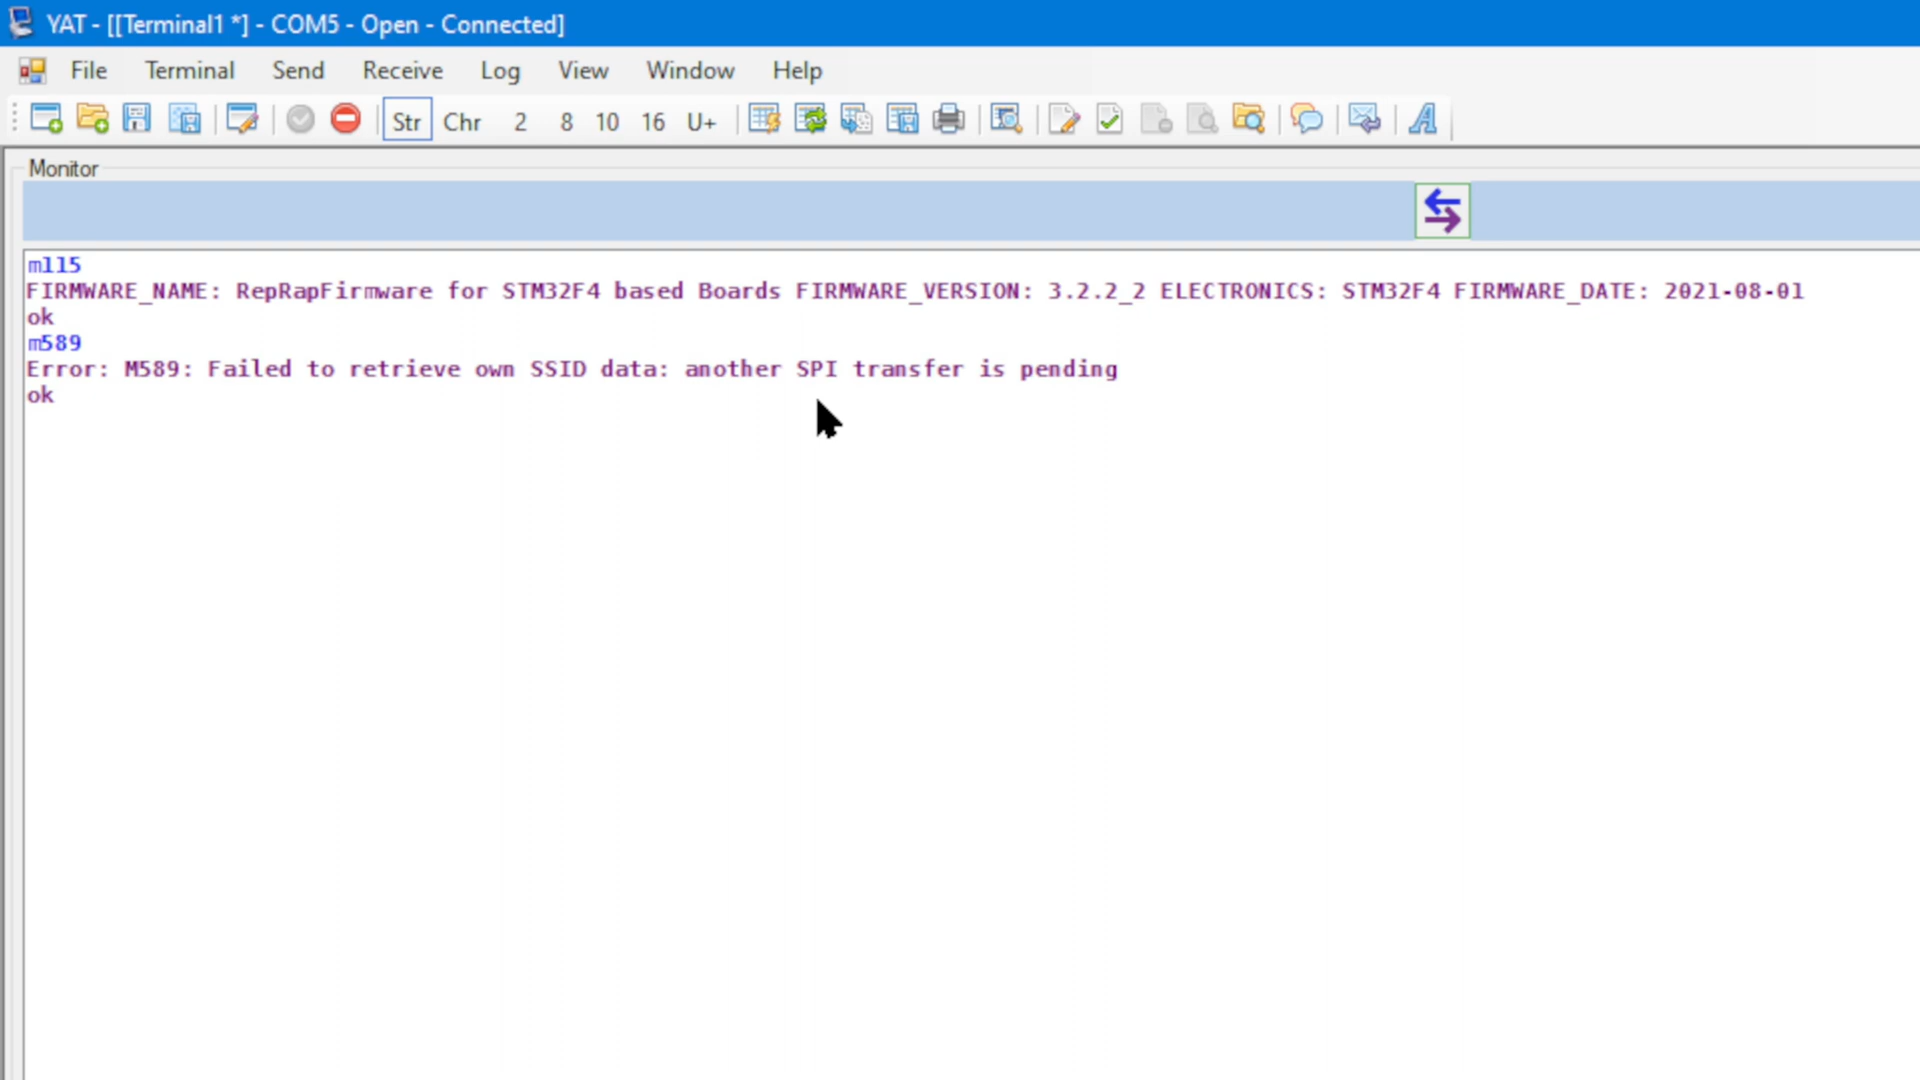 YAT - [[Terminal1 *] - COM5 - Open - Connected]
File Terminal Send Receive Log View Window Help
Str Chr 2 8 10 16 U+ A
Monitor
m115
FIRMWARE_NAME: RepRapFirmware for STM32F4 based Boards FIRMWARE_VERSION: 3.2.2_2 ELECTRONICS: STM32F4 FIRMWARE_DATE: 2021-08-01
ok
m589
Error: M589: Failed to retrieve own SSID data: another SPI transfer is pending
ok